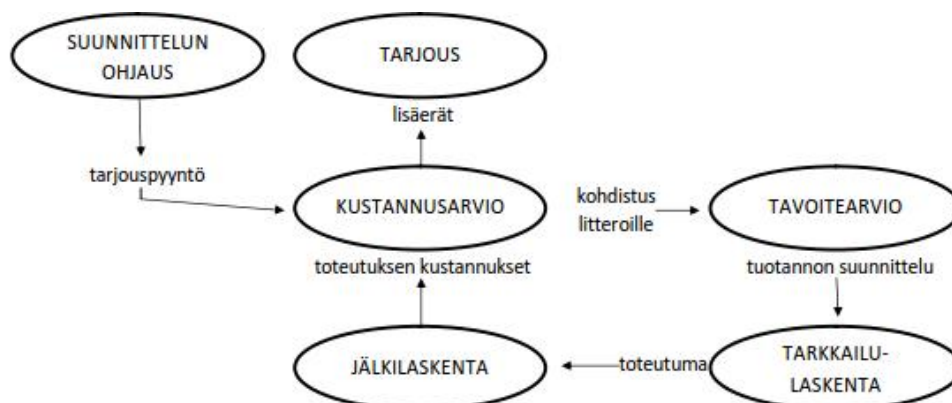 SUUNNITTELUN
OHJAUS
TARJOUS
lisäerät
tarjouspyyntö
KUSTANNUSARVIO
kohdistus
litteroille
TAVOITEARVIO
toteutuksen kustannukset
tuotannon suunnittelu
JÄLKILASKENTA
toteutuma
TARKKAILU-
LASKENTA